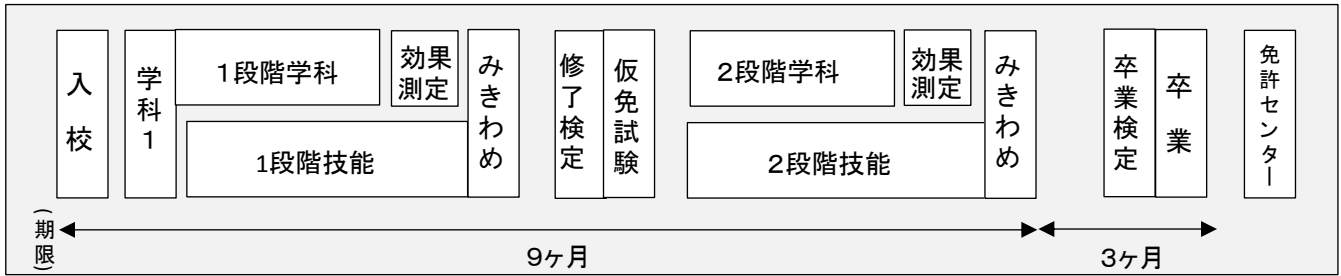 入校
学科1
1段階学科
効果
測定
1段階技能
みきわめ
修了検定
仮免試験
2段階学科
効果
測定
2段階技能
みきわめ
卒業検定
卒業
免許センター
(期限)
9ヶ月
3ヶ月